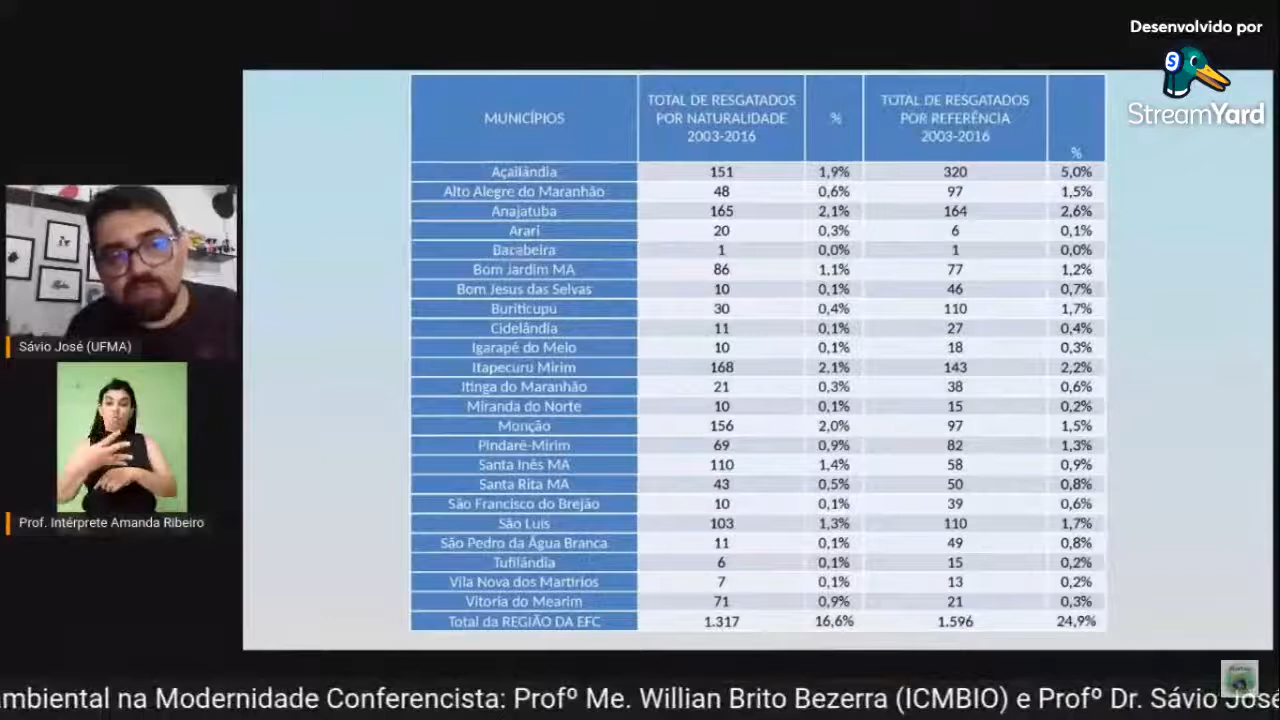 Desenvolvido por
StreamYard
MUNICÍPIOS
TOTAL DE RESGATADOS
POR NATURALIDADE
2003-2016
%
TOTAL DE RESGATADOS
POR REFERÊNCIA
2003-2016
%
Açailândia 151 1,9% 320 5,0%
Alto Alegre do Maranhão 48 0,6% 97 1,5%
Anajatuba 165 2,1% 164 2,6%
Arari 20 0,3% 6 0,1%
Bacabeira 1 0,0% 1 0,0%
Bom Jardim MA 86 1,1% 77 1,2%
Bom Jesus das Selvas 10 0,1% 46 0,7%
Buriticupu 30 0,4% 110 1,7%
Cidelândia 11 0,1% 27 0,4%
Igarapé do Meio 10 0,1% 18 0,3%
Itapecuru Mirim 168 2,1% 143 2,2%
Itinga do Maranhão 21 0,3% 38 0,6%
Miranda do Norte 10 0,1% 15 0,2%
Monção 156 2,0% 97 1,5%
Pindaré-Mirim 69 0,9% 82 1,3%
Santa Inês MA 110 1,4% 58 0,9%
Santa Rita MA 43 0,5% 50 0,8%
São Francisco do Brejão 10 0,1% 39 0,6%
São Luis 103 1,3% 110 1,7%
São Pedro da Água Branca 11 0,1% 49 0,8%
Tufilândia 6 0,1% 15 0,2%
Vila Nova dos Martírios 7 0,1% 13 0,2%
Vitoria do Mearim 71 0,9% 21 0,3%
Total da REGIÃO DA EFC 1.317 16,6% 1.596 24,9%
Sávio José (UFMA)
Prof. Intérprete Amanda Ribeiro
ambiental na Modernidade Conferencista: Profº Me. Willian Brito Bezerra (ICMBIO) e Profº Dr. Sávio José